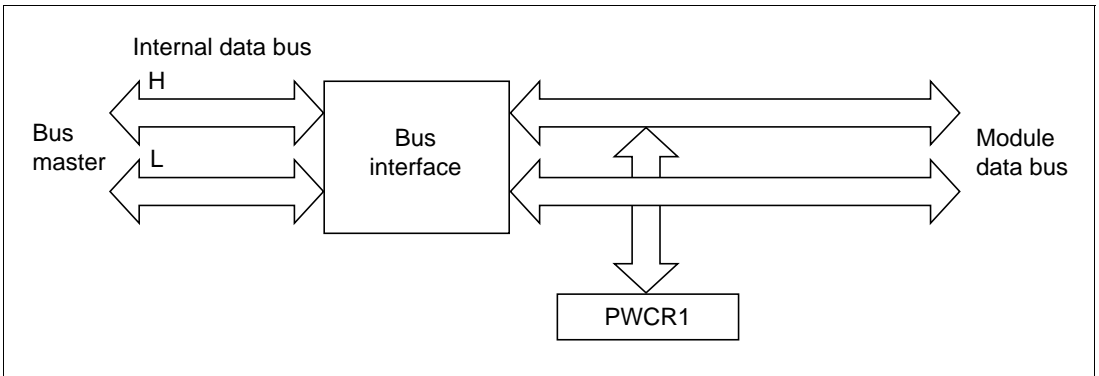 Internal data bus
H
Bus
master
L
Bus
interface
Module
data bus
PWCR1